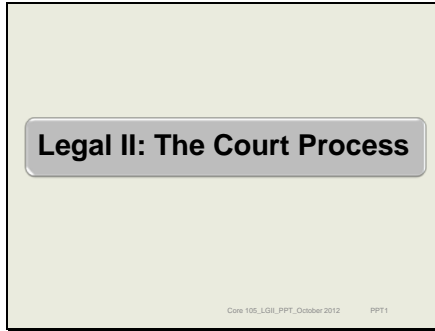 Legal II: The Court Process
Core 105_LGII_PPT_October 2012 PPT1